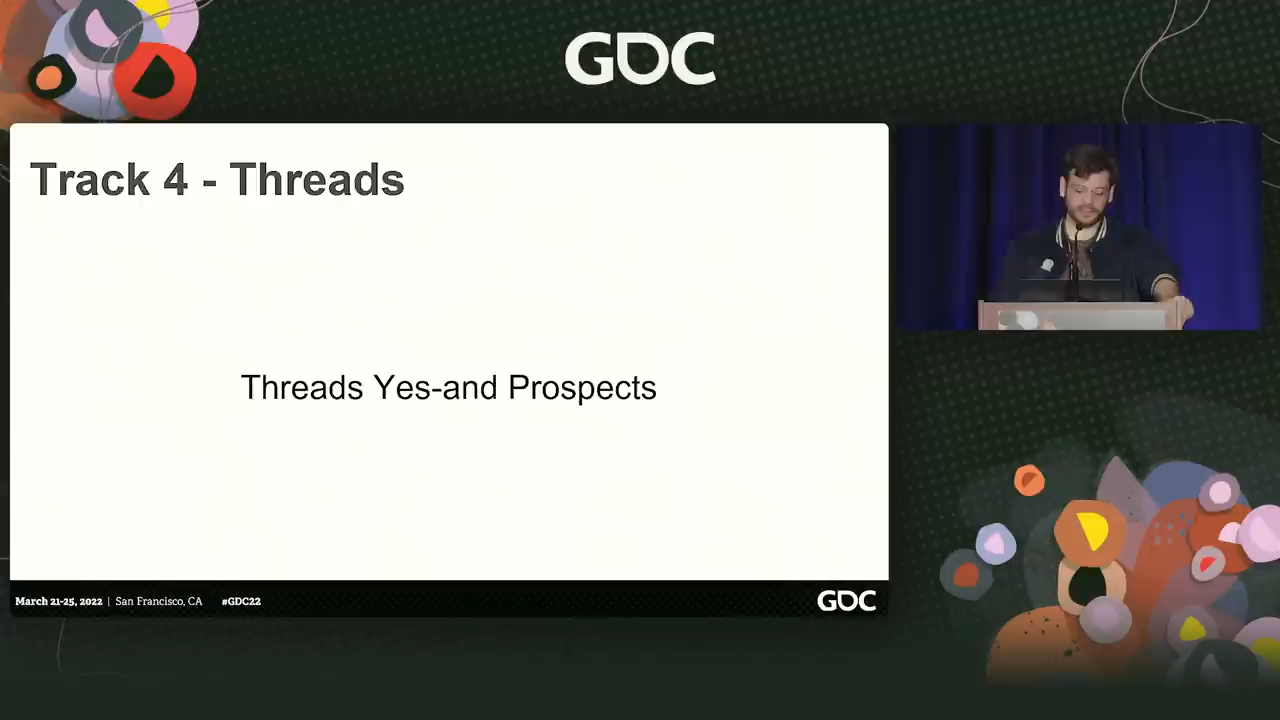 GDC
Track 4 - Threads
Threads Yes-and Prospects
March 21-25, 2022 | San Francisco, CA #GDC22
GDC